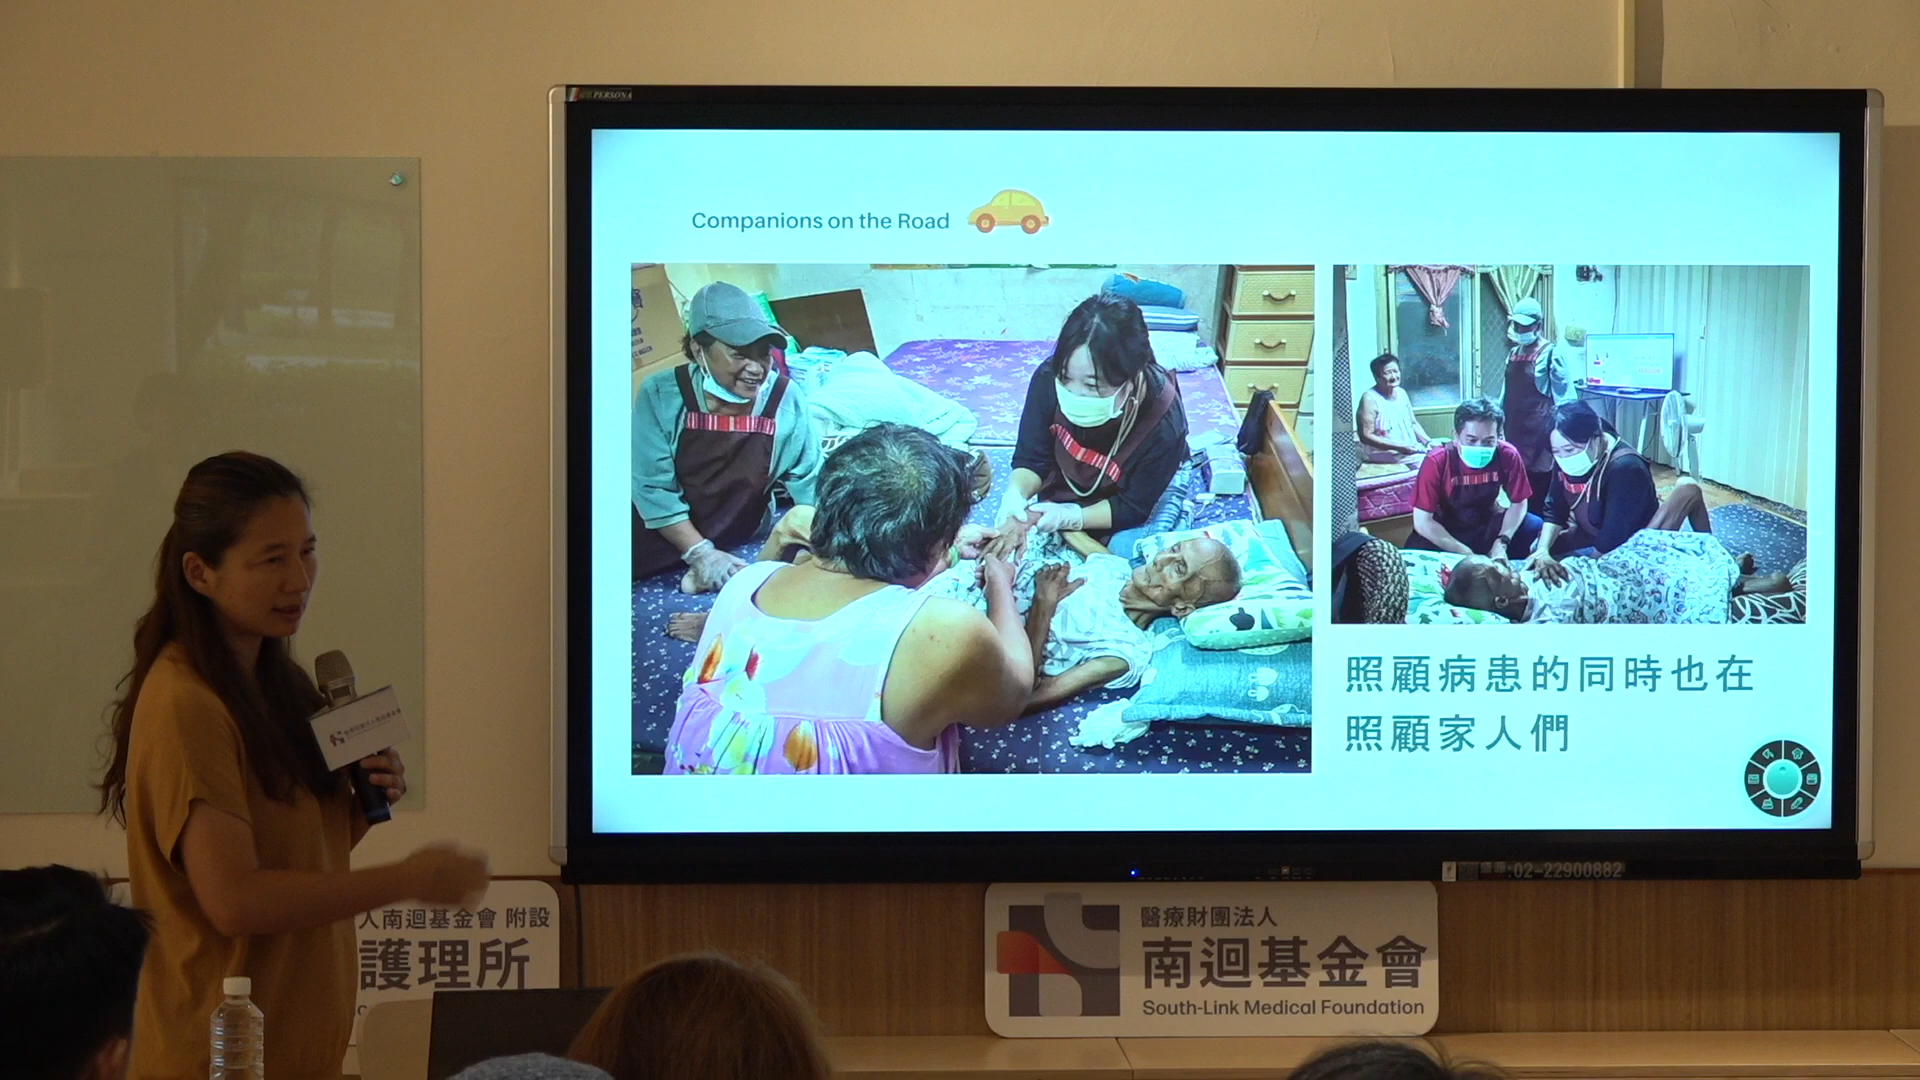 PERSONA
Companions on the Road
照顧病患的同時也在
照顧家人們
:02-22900882
人南迴基金會 附設
護理所
醫療財團法人
南迴基金會
South-Link Medical Foundation